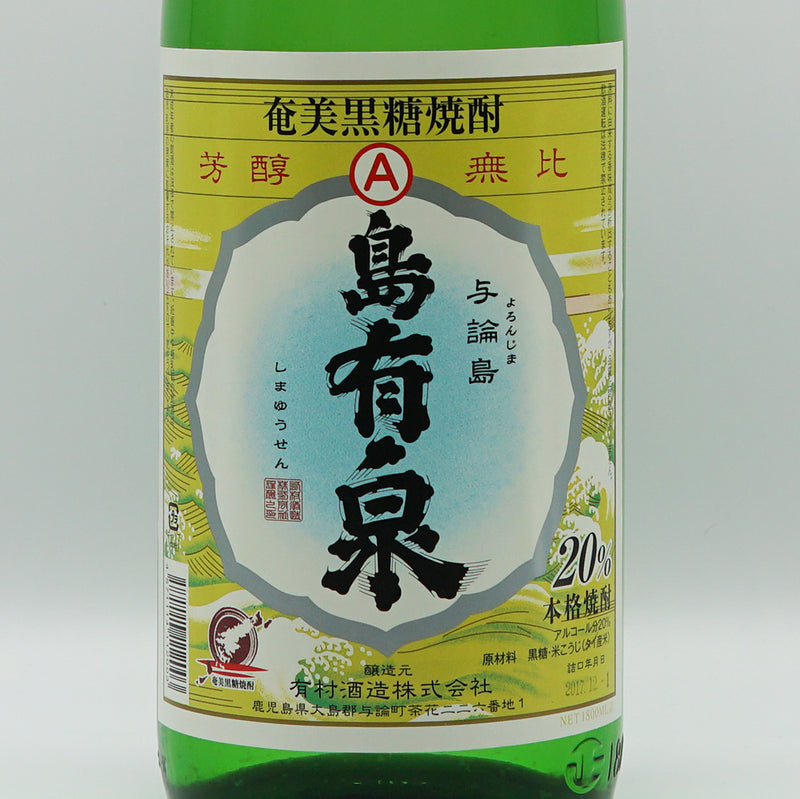 奄美黒糖焼酎
芳醇 A 無比
島有泉
しまゆうせん
与論島
よろんじま
20%
本格焼酎
アルコール分20%
原材料 黒糖・米こうじ(タイ産米)
詰口年月日
2017.12.-1
NET1800ML
奄美黒糖焼酎
醸造元
有村酒造株式会社
鹿児島県大島郡与論町茶花二二六番地1